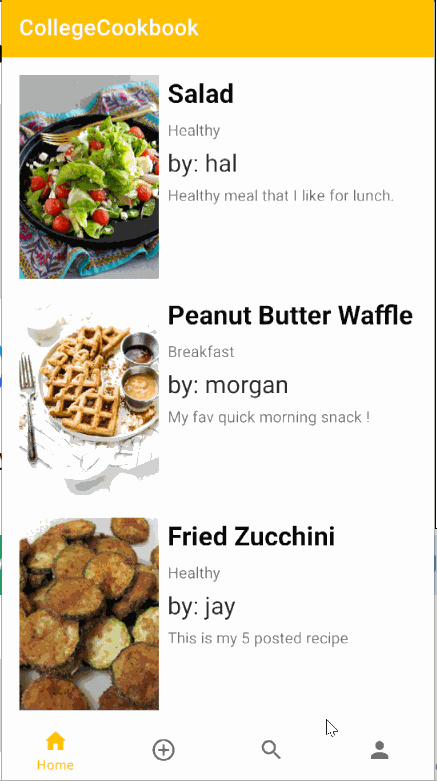 CollegeCookbook
Salad
Healthy
by: hal
Healthy meal that I like for lunch.
Peanut Butter Waffle
Breakfast
by: morgan
My fav quick morning snack !
Fried Zucchini
Healthy
by: jay
This is my 5 posted recipe
Home